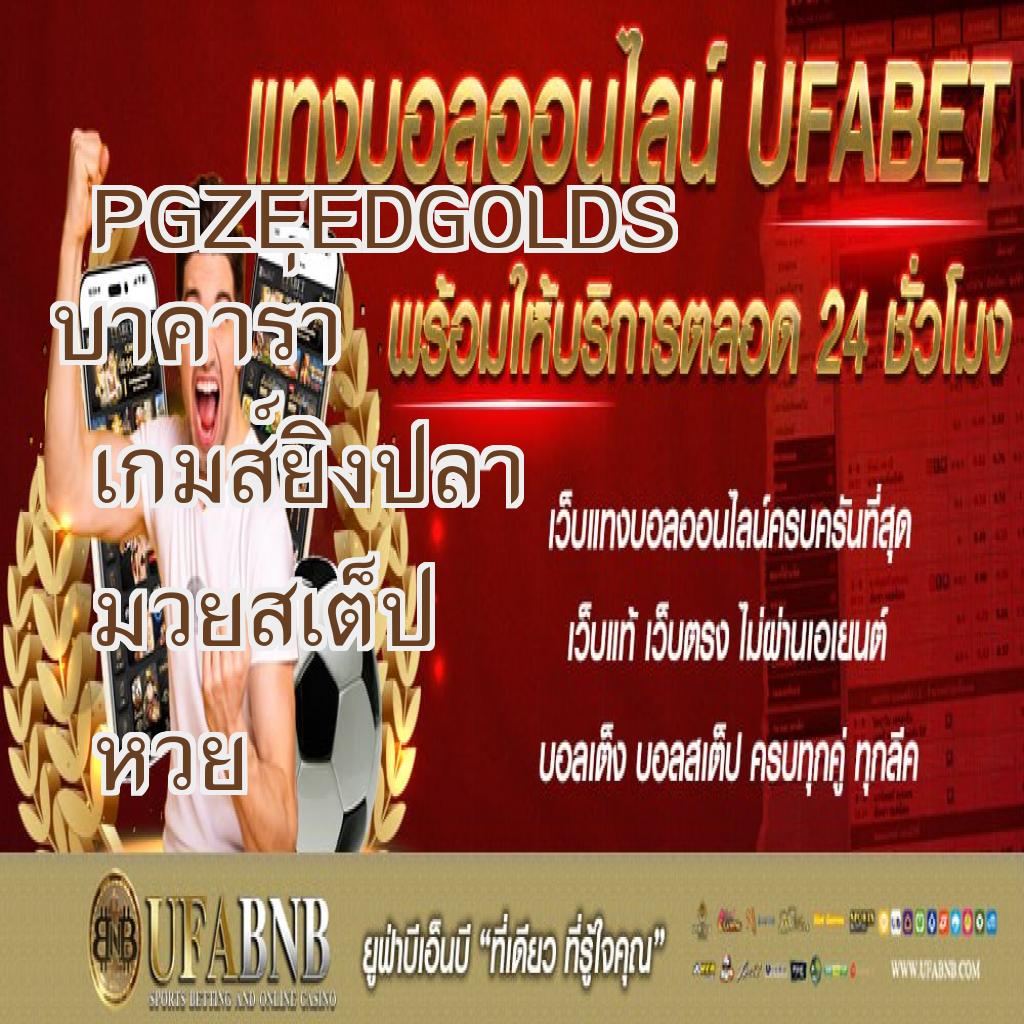 แทงบอลออนไลน์ UFABET
PGZEEDGOLDS
บาคาร่า
พร้อมให้บริการตลอด 24 ชั่วโมง
เกมส์ยิงปลา
เว็บแทงบอลออนไลน์ครบครันที่สุด
มวยสเต็ป
เว็บแท้ เว็บตรง ไม่ผ่านเอเยนต์
หวย
บอลเต็ง บอลสเต็ป ครบทุกคู่ ทุกลีค
BNB
UFABNB
SPORTS BETTING AND ONLINE CASINO
ยูฟ่าบีเอ็นบี “ที่เดียว ที่รู้ใจคุณ”
WWW.UFABNB.COM